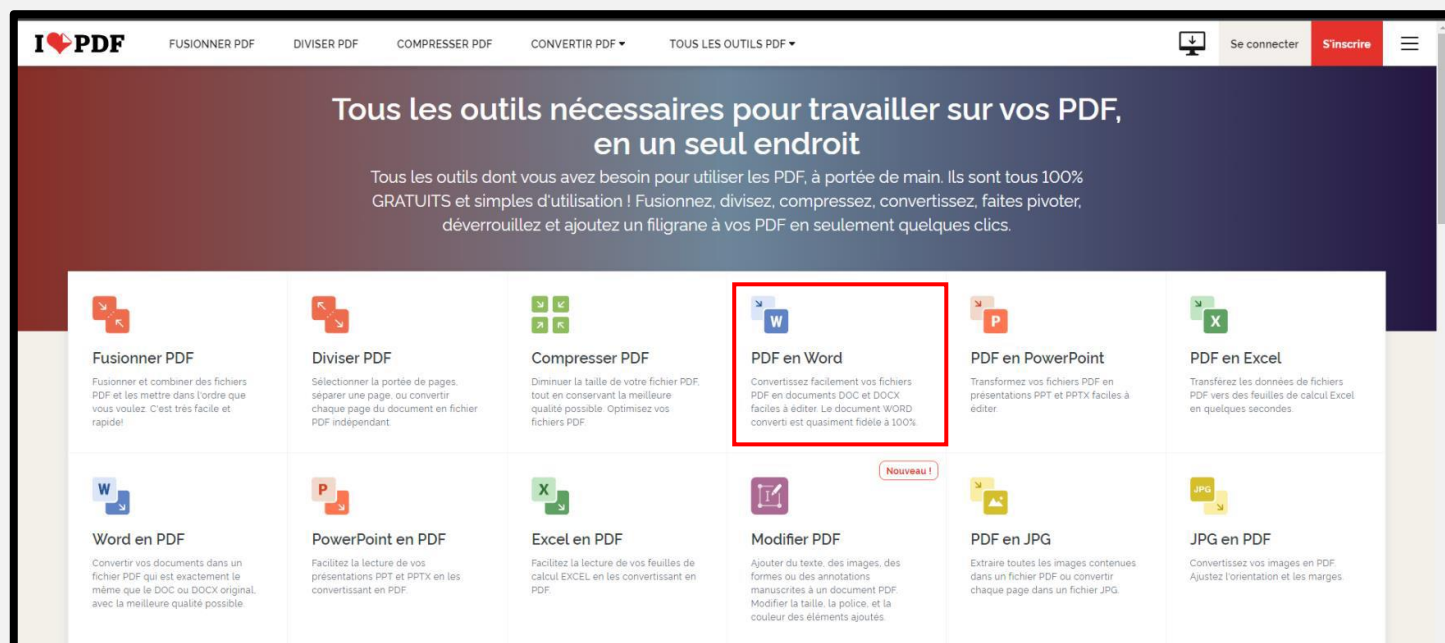 I PDF
FUSIONNER PDF
DIVISER PDF
COMPRESSER PDF
CONVERTIR PDF
TOUS LES OUTILS PDF
Se connecter
S'inscrire
Tous les outils nécessaires pour travailler sur vos PDF,
en un seul endroit
Tous les outils dont vous avez besoin pour utiliser les PDF, à portée de main. Ils sont tous 100%
GRATUITS et simples d'utilisation ! Fusionnez, divisez, compressez, convertissez, faites pivoter,
déverrouillez et ajoutez un filigrane à vos PDF en seulement quelques clics.
Fusionner PDF
Fusionner et combiner des fichiers
PDF et les mettre dans l'ordre que
vous voulez. C'est très facile et
rapide!
Diviser PDF
Sélectionner la portée de pages,
séparer une page, ou convertir
chaque page du document en fichier
PDF indépendant.
Compresser PDF
Diminuer la taille de votre fichier PDF,
tout en conservant la meilleure
qualité possible. Optimisez vos
fichiers PDF.
W
PDF en Word
Convertissez facilement vos fichiers
PDF en documents DOC et DOCX
faciles à éditer. Le document WORD
converti est quasiment fidèle à 100%.
P
PDF en PowerPoint
Transformez vos fichiers PDF en
présentations PPT et PPTX faciles à
éditer.
X
PDF en Excel
Transférez les données de fichiers
PDF vers des feuilles de calcul Excel
en quelques secondes.
W
Word en PDF
Convertir vos documents dans un
fichier PDF qui est exactement le
même que le DOC ou DOCX original,
avec la meilleure qualité possible.
P
PowerPoint en PDF
Facilitez la lecture de vos
présentations PPT et PPTX en les
convertissant en PDF.
X
Excel en PDF
Facilitez la lecture de vos feuilles de
calcul EXCEL en les convertissant en
PDF.
Nouveau !
Modifier PDF
Ajouter du texte, des images, des
formes ou des annotations
manuscrites à un document PDF.
Modifier la taille, la police, et la
couleur des éléments ajoutés.
PDF en JPG
Extraire toutes les images contenues
dans un fichier PDF ou convertir
chaque page dans un fichier JPG.
JPG
JPG en PDF
Convertissez vos images en PDF.
Ajustez l'orientation et les marges.